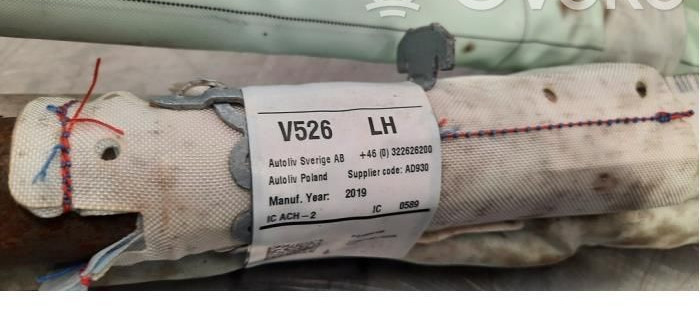 V526 LH
Autoliv Sverige AB +46 (0) 322626200
Autoliv Poland Supplier code: AD930
Manuf. Year: 2019
IC ACH-2 IC 0589